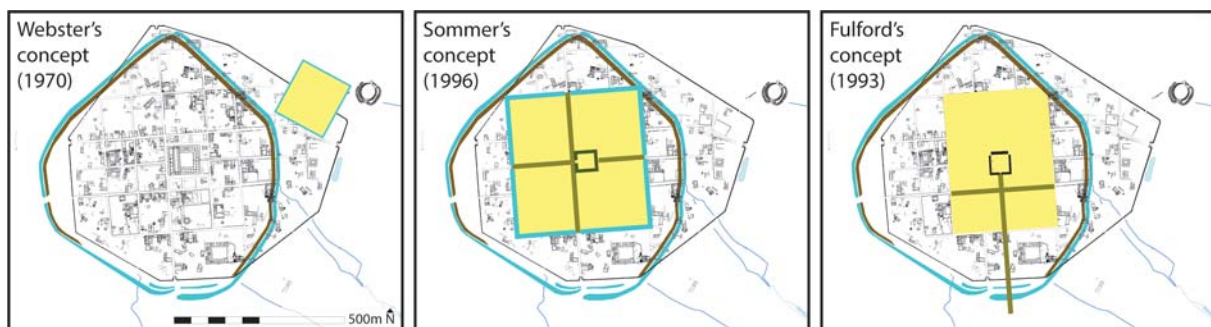 Webster's
concept
(1970)
500m N
Sommer's
concept
(1996)
Fulford's
concept
(1993)